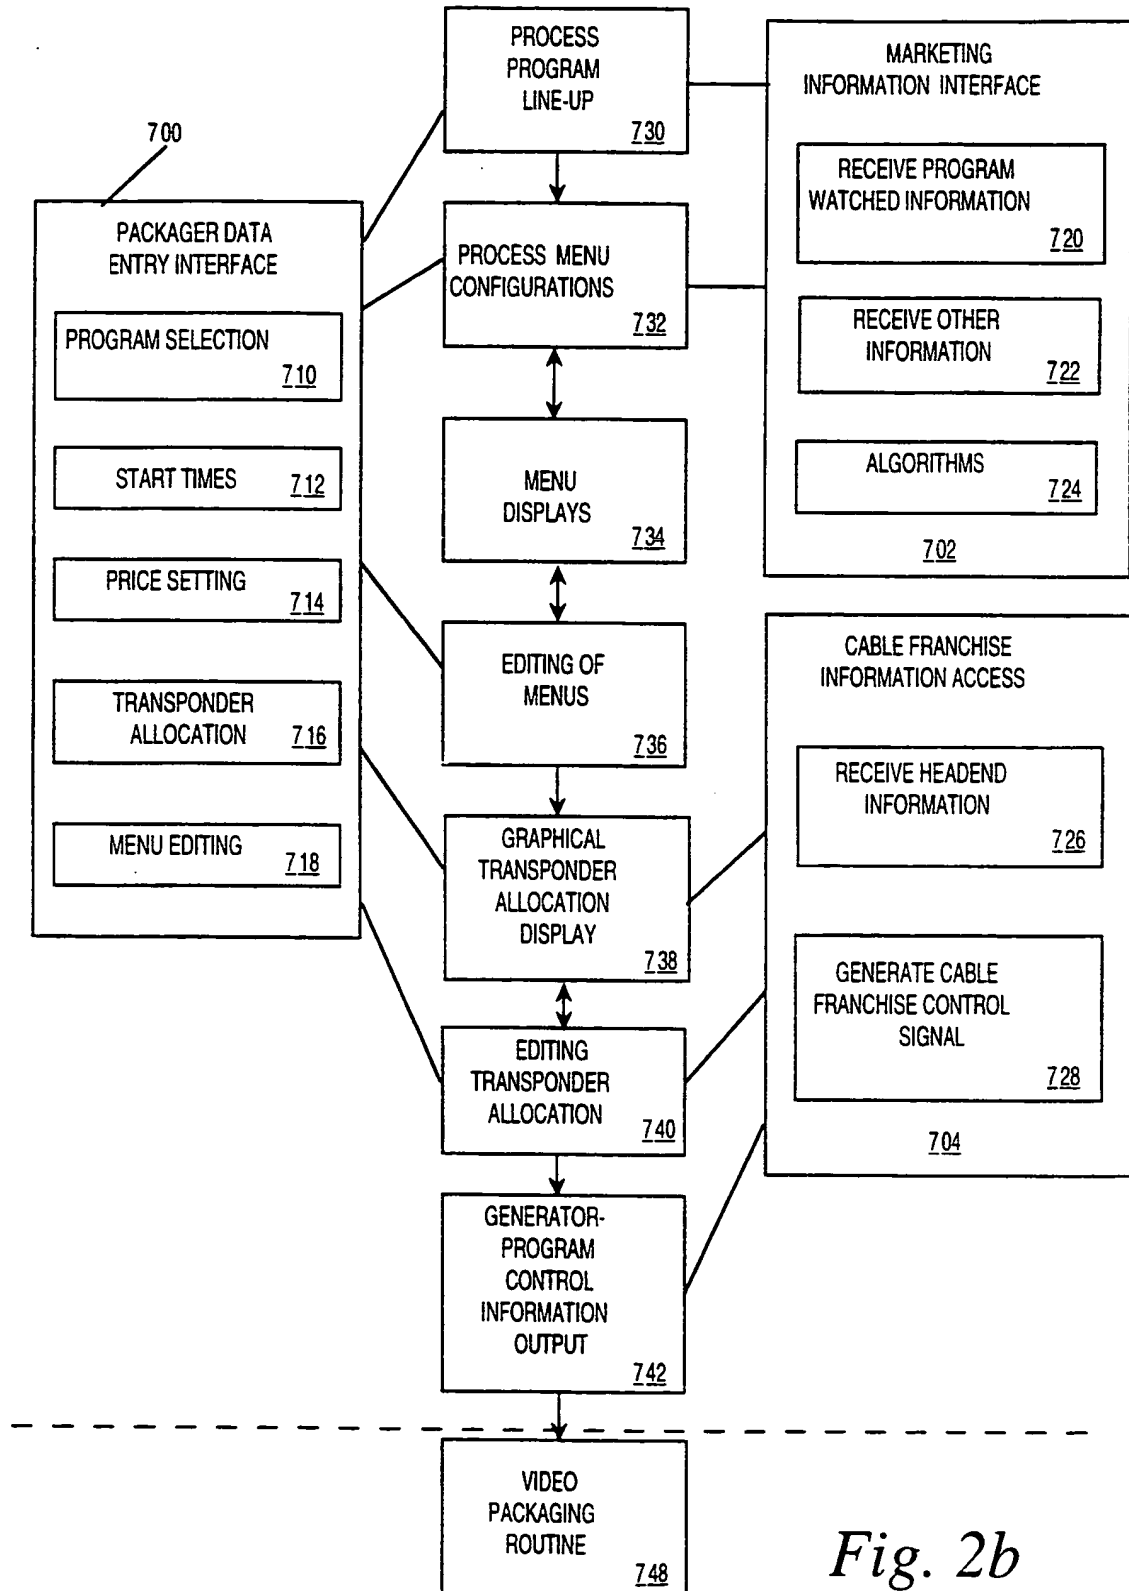 700
PACKAGER DATA
ENTRY INTERFACE
PROGRAM SELECTION
710
START TIMES 712
PRICE SETTING
714
TRANSPONDER
ALLOCATION 716
MENU EDITING 718
PROCESS
PROGRAM
LINE-UP
730
PROCESS MENU
CONFIGURATIONS
732
MENU
DISPLAYS
734
EDITING OF
MENUS
736
GRAPHICAL
TRANSPONDER
ALLOCATION
DISPLAY
738
EDITING
TRANSPONDER
ALLOCATION
740
GENERATOR-
PROGRAM
CONTROL
INFORMATION
OUTPUT
742
VIDEO
PACKAGING
ROUTINE
748
MARKETING
INFORMATION INTERFACE
RECEIVE PROGRAM
WATCHED INFORMATION
720
RECEIVE OTHER
INFORMATION
722
ALGORITHMS
724
702
CABLE FRANCHISE
INFORMATION ACCESS
RECEIVE HEADEND
INFORMATION
726
GENERATE CABLE
FRANCHISE CONTROL
SIGNAL
728
704
Fig. 2b